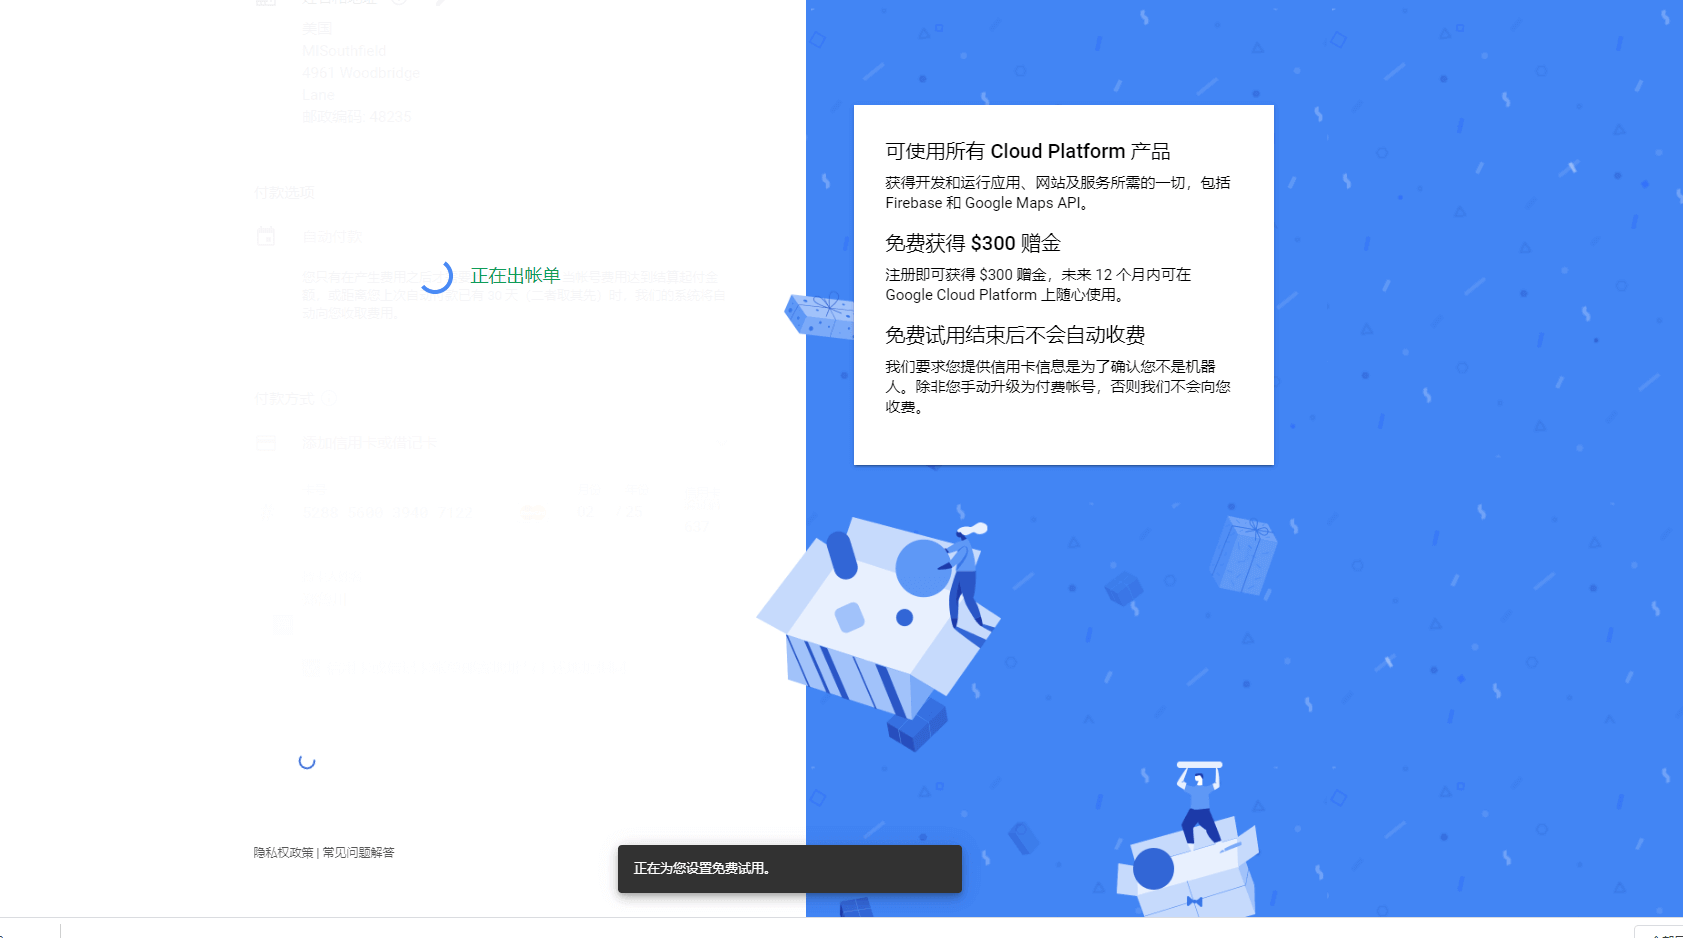 美国
MISouthfield
4961 Woodbridge
Lane
邮政编码: 48235
付款选项
自动付款
正在出帐单
动向您收取费用。
付款方式
添加信用卡或借记卡
隐私权政策 | 常见问题解答
可使用所有 Cloud Platform 产品
获得开发和运行应用、网站及服务所需的一切，包括
Firebase 和 Google Maps API。
免费获得 $300 赠金
注册即可获得 $300 赠金，未来 12 个月内可在
Google Cloud Platform 上随心使用。
免费试用结束后不会自动收费
我们要求您提供信用卡信息是为了确认您不是机器
人。除非您手动升级为付费帐号，否则我们不会向您
收费。
正在为您设置免费试用。